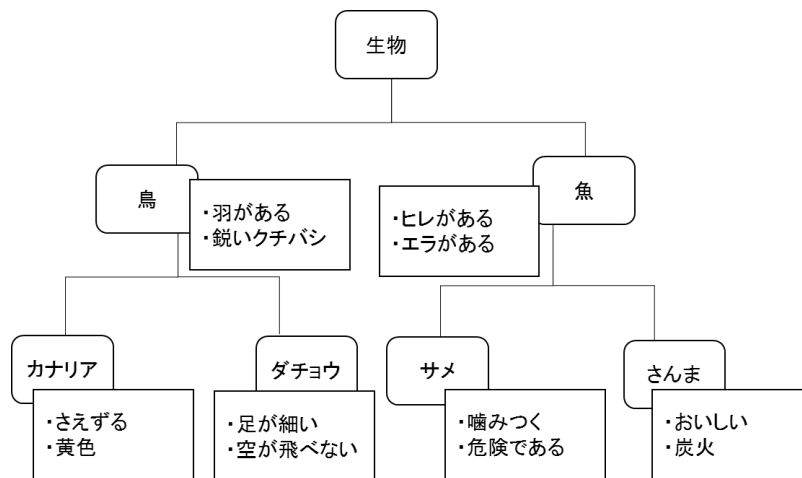 生物
鳥
・羽がある
・鋭いクチバシ
魚
・ヒレがある
・エラがある
カナリア
・さえずる
・黄色
ダチョウ
・足が細い
・空が飛べない
サメ
・噛みつく
・危険である
さんま
・おいしい
・炭火